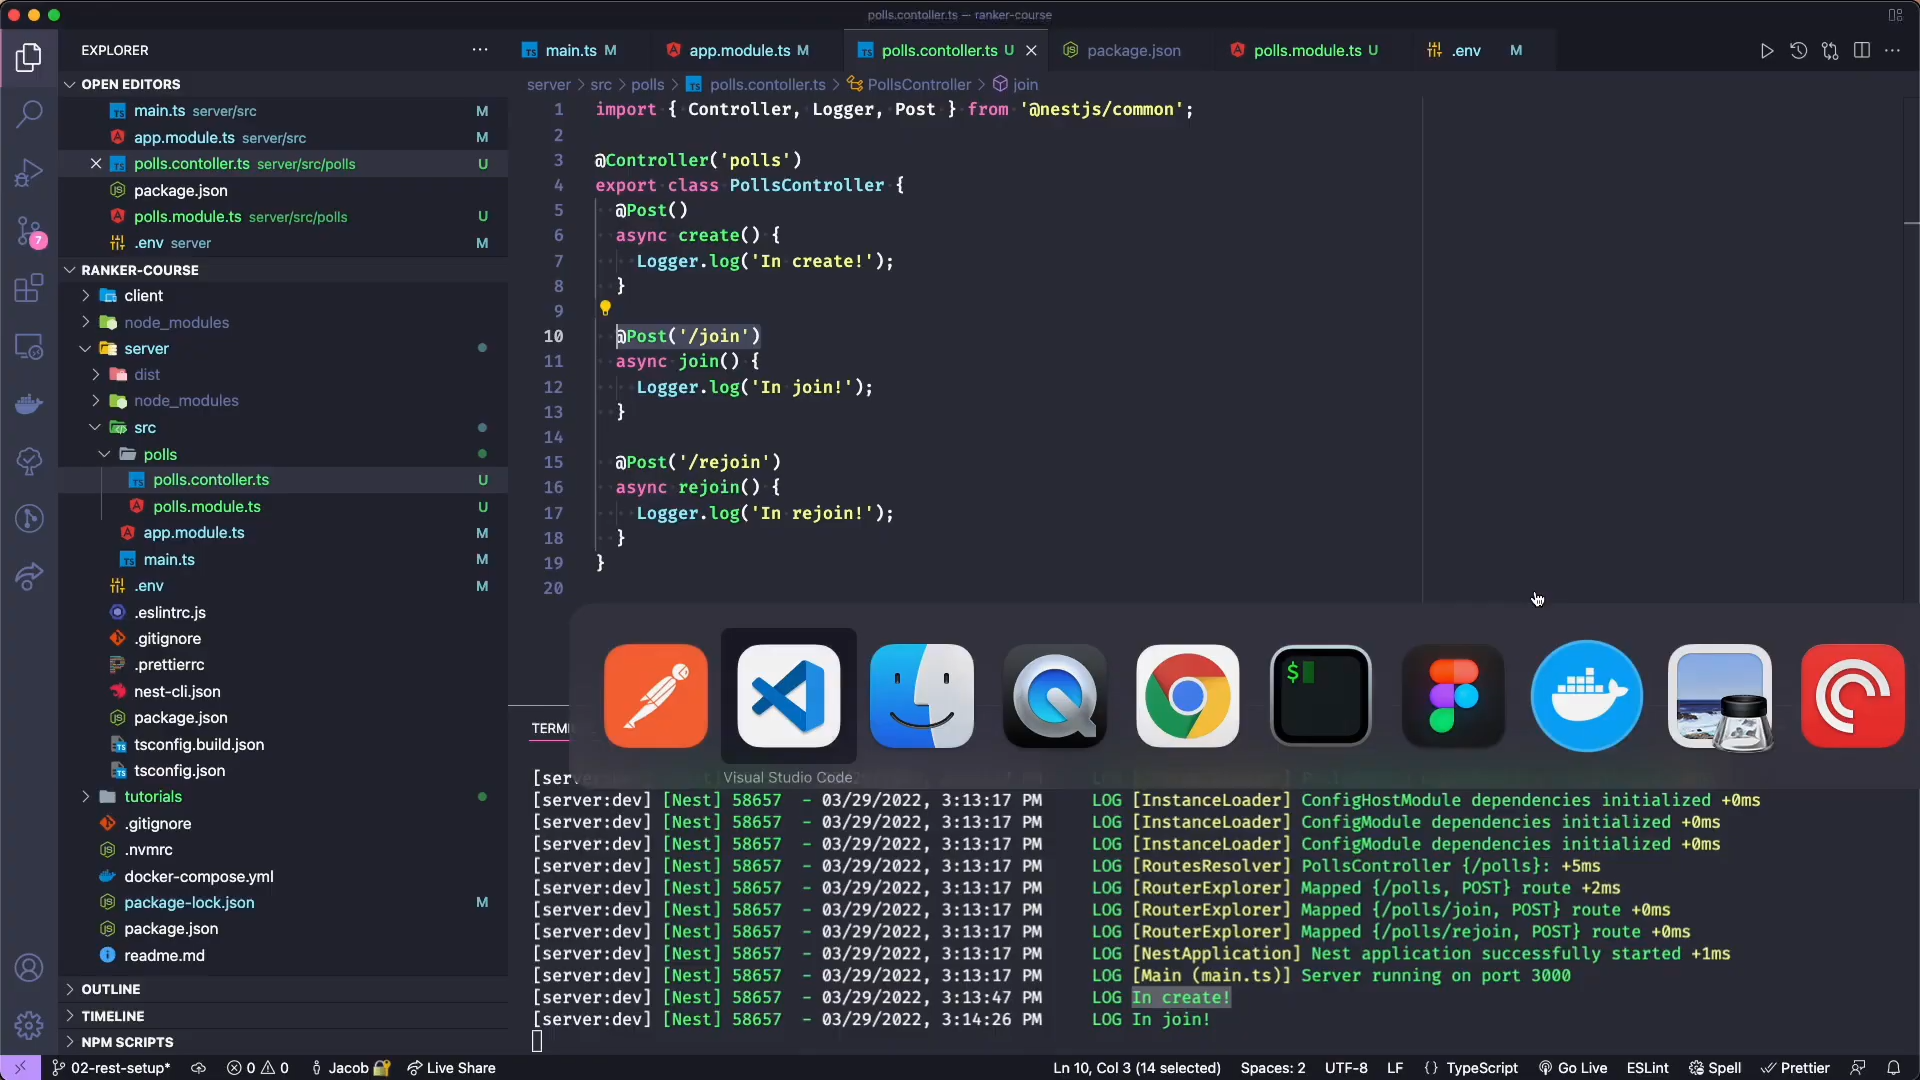 polls.contoller.ts — ranker-course
EXPLORER
OPEN EDITORS
main.ts server/src M
app.module.ts server/src M
polls.contoller.ts server/src/polls U
package.json
polls.module.ts server/src/polls U
.env server M
RANKER-COURSE
client
node_modules
server
dist
node_modules
src
polls
polls.contoller.ts U
polls.module.ts U
app.module.ts M
main.ts M
.env M
.eslintrc.js
.gitignore
.prettierrc
nest-cli.json
package.json
tsconfig.build.json
tsconfig.json
tutorials
.gitignore
.nvmrc
docker-compose.yml
package-lock.json M
package.json
readme.md
OUTLINE
TIMELINE
NPM SCRIPTS
7
main.ts M
app.module.ts M
polls.contoller.ts U
package.json
polls.module.ts U
.env M
server > src > polls > polls.contoller.ts > PollsController > join
1 import { Controller, Logger, Post } from '@nestjs/common';
2
3 @Controller('polls')
4 export class PollsController {
5 @Post()
6 async create() {
7 Logger.log('In create!');
8 }
9
10 @Post('/join')
11 async join() {
12 Logger.log('In join!');
13 }
14
15 @Post('/rejoin')
16 async rejoin() {
17 Logger.log('In rejoin!');
18 }
19 }
20
$
Visual Studio Code
[server:dev] [Nest] 58657 - 03/29/2022, 3:13:17 PM LOG [InstanceLoader] ConfigHostModule dependencies initialized +0ms
[server:dev] [Nest] 58657 - 03/29/2022, 3:13:17 PM LOG [InstanceLoader] ConfigModule dependencies initialized +0ms
[server:dev] [Nest] 58657 - 03/29/2022, 3:13:17 PM LOG [InstanceLoader] ConfigModule dependencies initialized +0ms
[server:dev] [Nest] 58657 - 03/29/2022, 3:13:17 PM LOG [RoutesResolver] PollsController {/polls}: +5ms
[server:dev] [Nest] 58657 - 03/29/2022, 3:13:17 PM LOG [RouterExplorer] Mapped {/polls, POST} route +2ms
[server:dev] [Nest] 58657 - 03/29/2022, 3:13:17 PM LOG [RouterExplorer] Mapped {/polls/join, POST} route +0ms
[server:dev] [Nest] 58657 - 03/29/2022, 3:13:17 PM LOG [RouterExplorer] Mapped {/polls/rejoin, POST} route +0ms
[server:dev] [Nest] 58657 - 03/29/2022, 3:13:17 PM LOG [NestApplication] Nest application successfully started +1ms
[server:dev] [Nest] 58657 - 03/29/2022, 3:13:17 PM LOG [Main (main.ts)] Server running on port 3000
[server:dev] [Nest] 58657 - 03/29/2022, 3:13:47 PM LOG In create!
[server:dev] [Nest] 58657 - 03/29/2022, 3:14:26 PM LOG In join!
02-rest-setup* 0 0 Jacob Live Share Ln 10, Col 3 (14 selected) Spaces: 2 UTF-8 LF {} TypeScript Go Live ESLint Spell Prettier